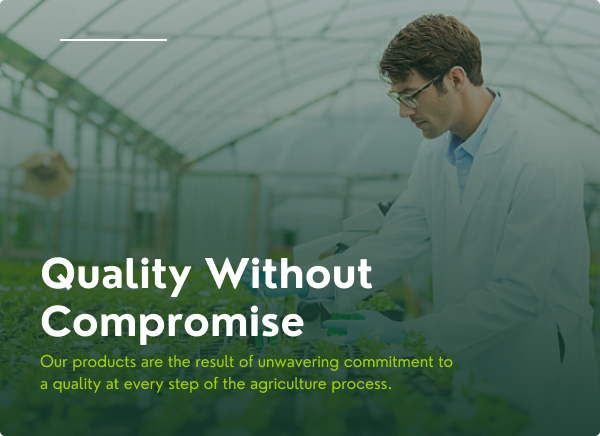 Quality Without
Compromise
Our products are the result of unwavering commitment to
a quality at every step of the agriculture process.